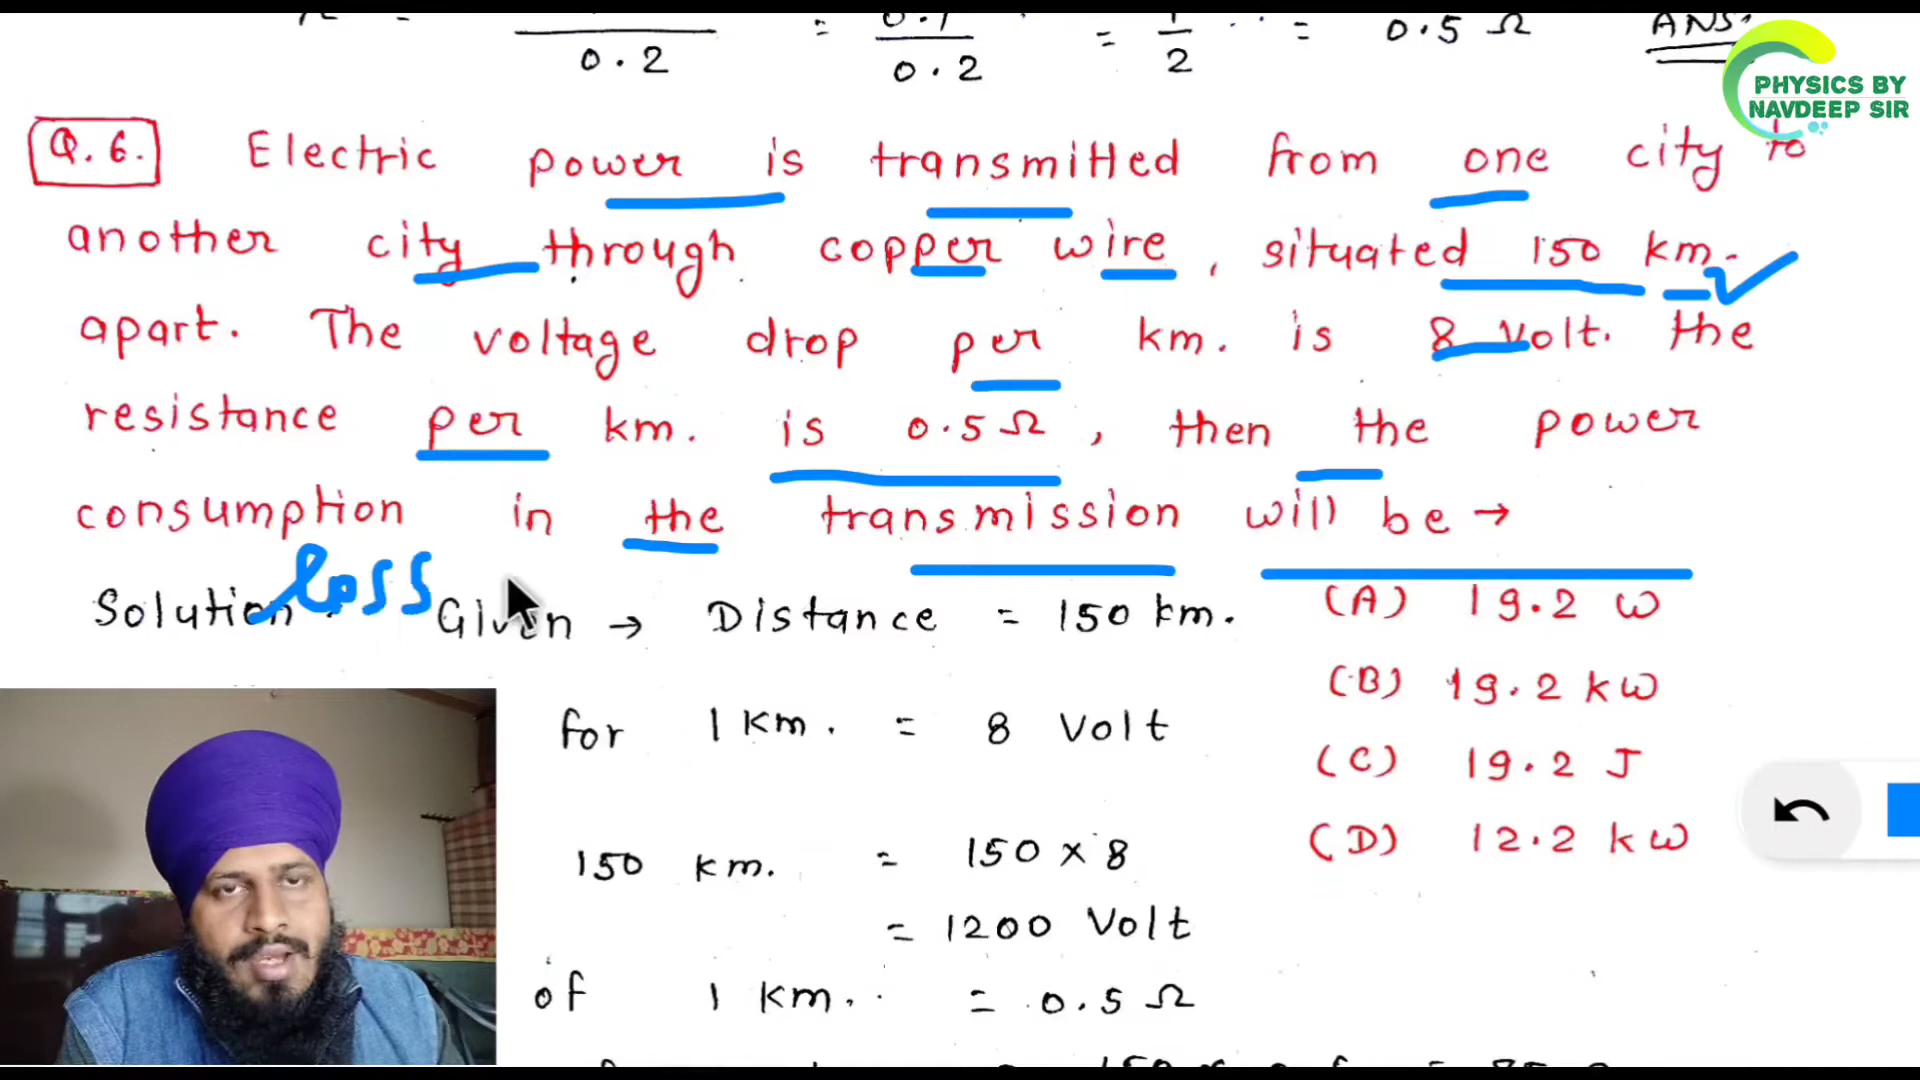 0.2 = 0.2 = 2 = 0.5 Ω ANS.
PHYSICS BY
NAVDEEP SIR
Q.6. Electric power is transmitted from one city to
another city through copper wire, situated 150 km.
apart. The voltage drop per km. is 8 Volt. the
resistance per km. is 0.5 Ω, then the power
consumption in the transmission will be →
loss
Solution Given → Distance = 150 km.
(A) 19.2 W
(B) 19.2 kW
(C) 19.2 J
(D) 12.2 kW
for 1 Km. = 8 Volt
150 km. = 150 × 8
= 1200 Volt
of 1 Km. = 0.5 Ω